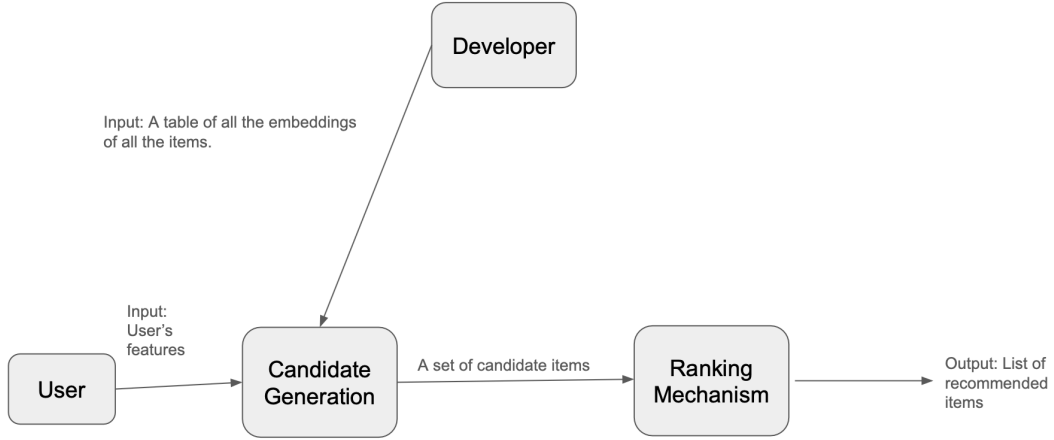 Developer
Input: A table of all the embeddings
of all the items.
Input:
User's
features
User
Candidate
Generation
A set of candidate items
Ranking
Mechanism
Output: List of
recommended
items